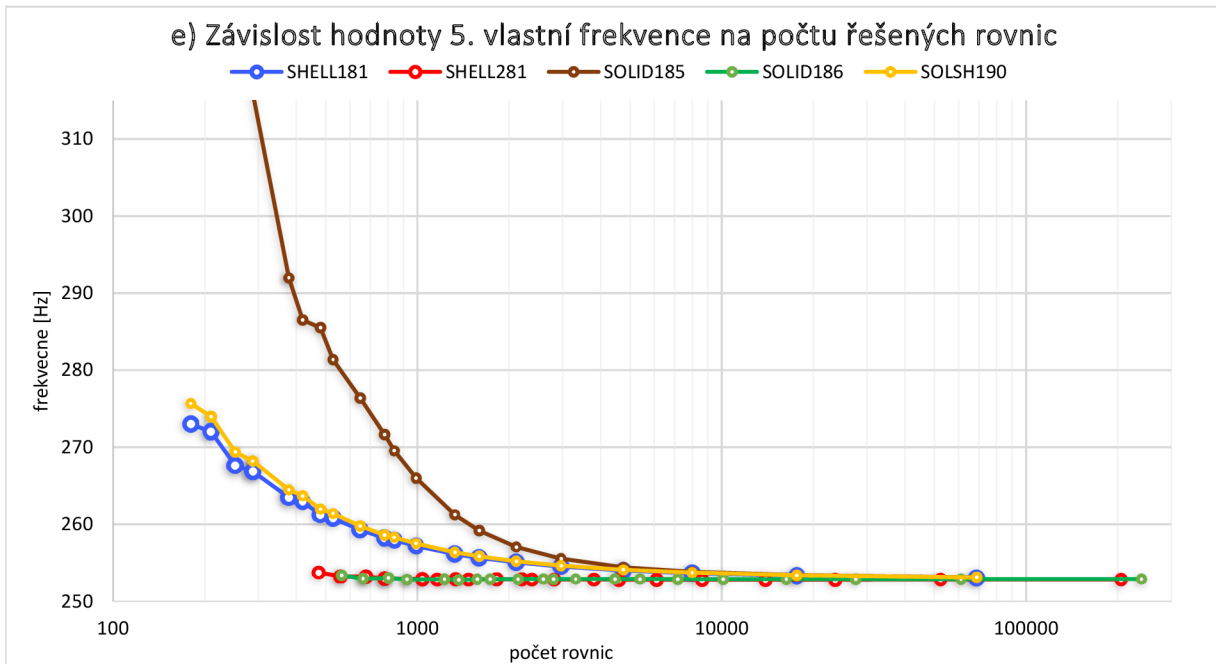 e) Závislost hodnoty 5. vlastní frekvence na počtu řešených rovnic
SHELL181 SHELL281 SOLID185 SOLID186 SOLSH190
310
300
290
280
270
260
250
frekvecne [Hz]
100 1000 10000 100000
počet rovnic